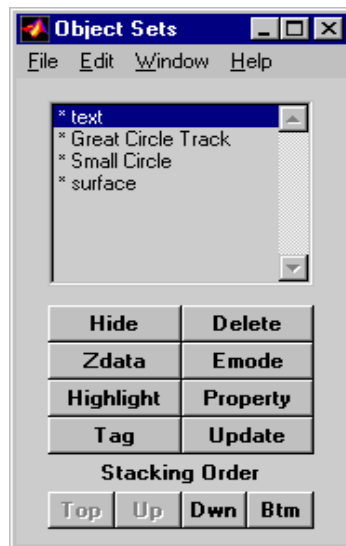 Object Sets
File Edit Window Help
* text
* Great Circle Track
* Small Circle
* surface
Hide Delete
Zdata Emode
Highlight Property
Tag Update
Stacking Order
Top Up Dwn Btm